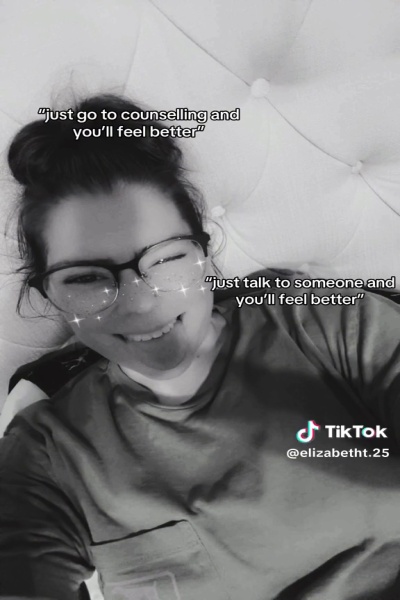 “just go to counselling and
you’ll feel better”
“just talk to someone and
you’ll feel better”
TikTok
@elizabetht.25